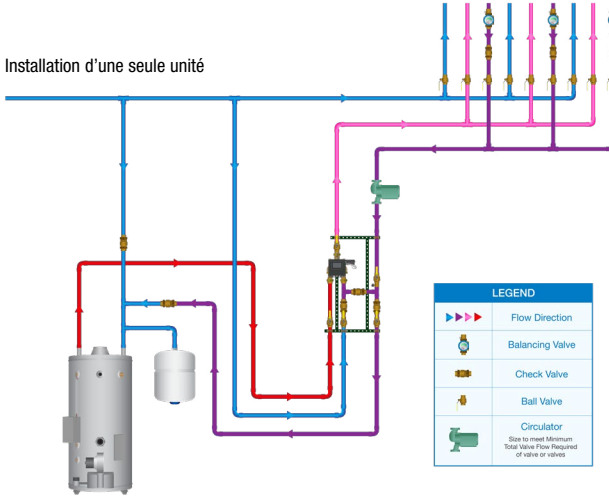 Installation d'une seule unité
LEGEND
Flow Direction
Balancing Valve
Check Valve
Ball Valve
Circulator
Size to meet Minimum
Total Valve Flow Required
of valve or valves